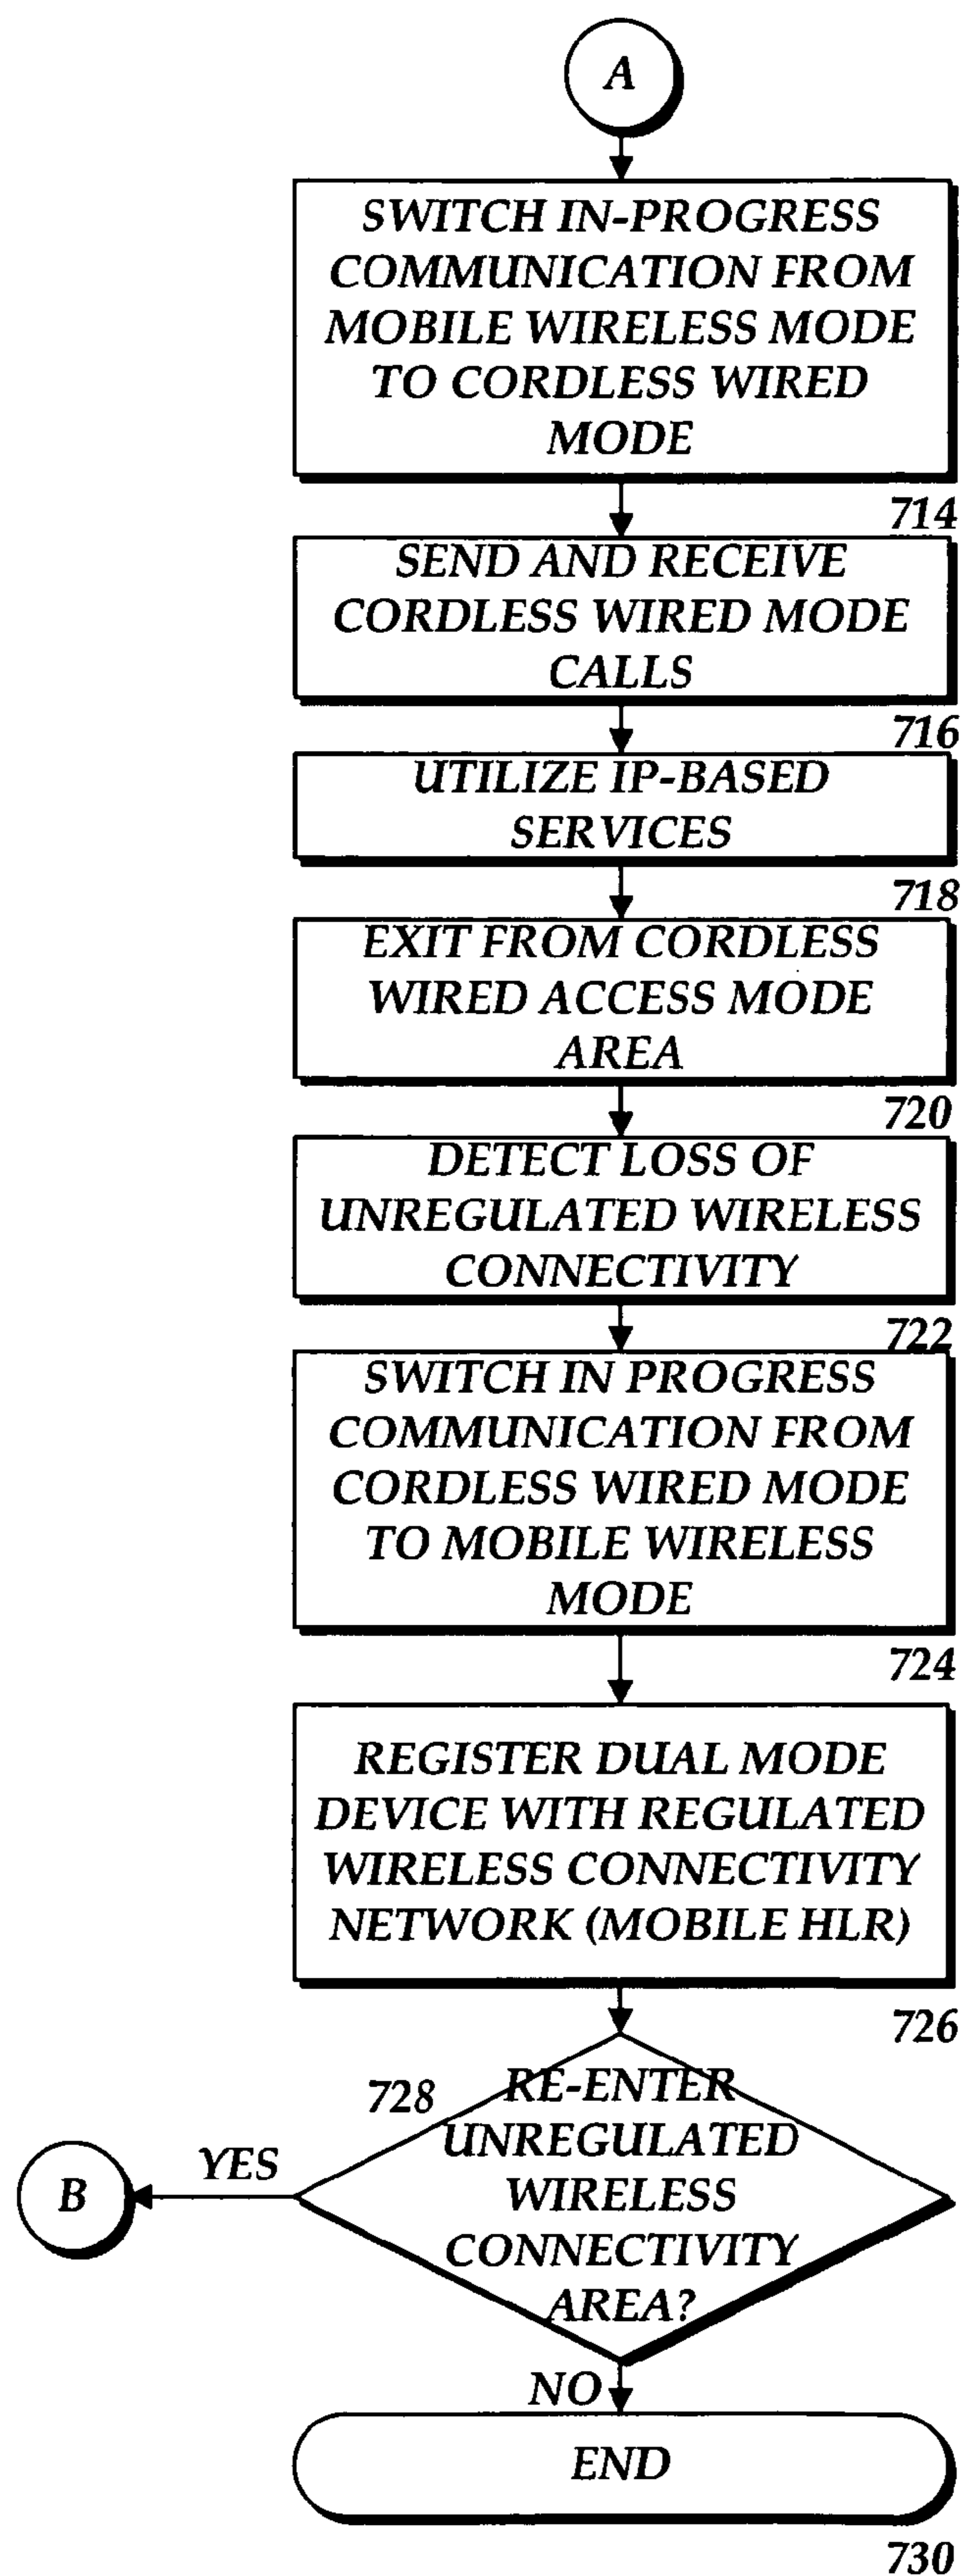 A
SWITCH IN-PROGRESS
COMMUNICATION FROM
MOBILE WIRELESS MODE
TO CORDLESS WIRED
MODE
714
SEND AND RECEIVE
CORDLESS WIRED MODE
CALLS
716
UTILIZE IP-BASED
SERVICES
718
EXIT FROM CORDLESS
WIRED ACCESS MODE
AREA
720
DETECT LOSS OF
UNREGULATED WIRELESS
CONNECTIVITY
722
SWITCH IN PROGRESS
COMMUNICATION FROM
CORDLESS WIRED MODE
TO MOBILE WIRELESS
MODE
724
REGISTER DUAL MODE
DEVICE WITH REGULATED
WIRELESS CONNECTIVITY
NETWORK (MOBILE HLR)
726
728
RE-ENTER
UNREGULATED
WIRELESS
CONNECTIVITY
AREA?
YES
B
NO
END
730